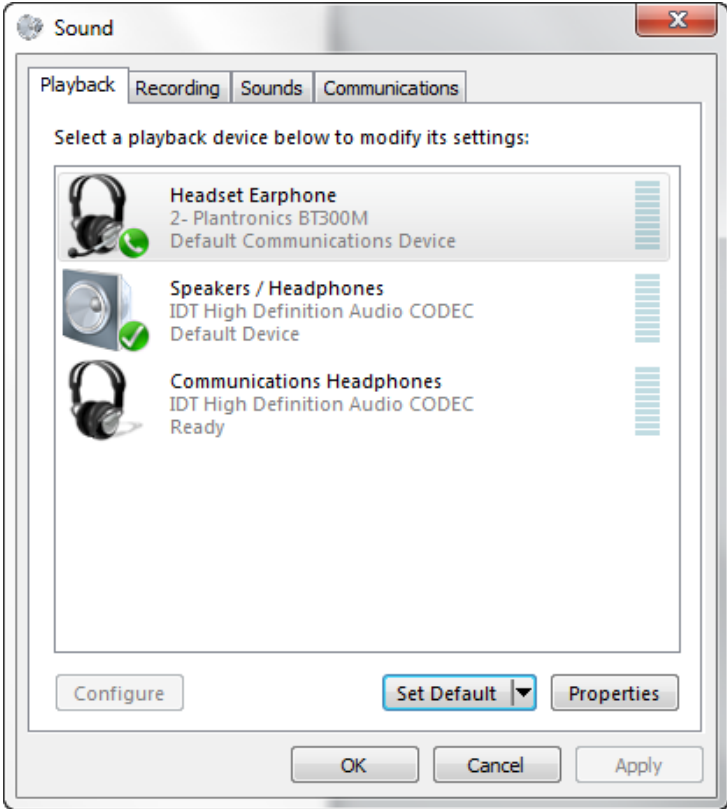 Sound
Playback Recording Sounds Communications
Select a playback device below to modify its settings:
Headset Earphone
2- Plantronics BT300M
Default Communications Device
Speakers / Headphones
IDT High Definition Audio CODEC
Default Device
Communications Headphones
IDT High Definition Audio CODEC
Ready
Configure Set Default Properties
OK Cancel Apply